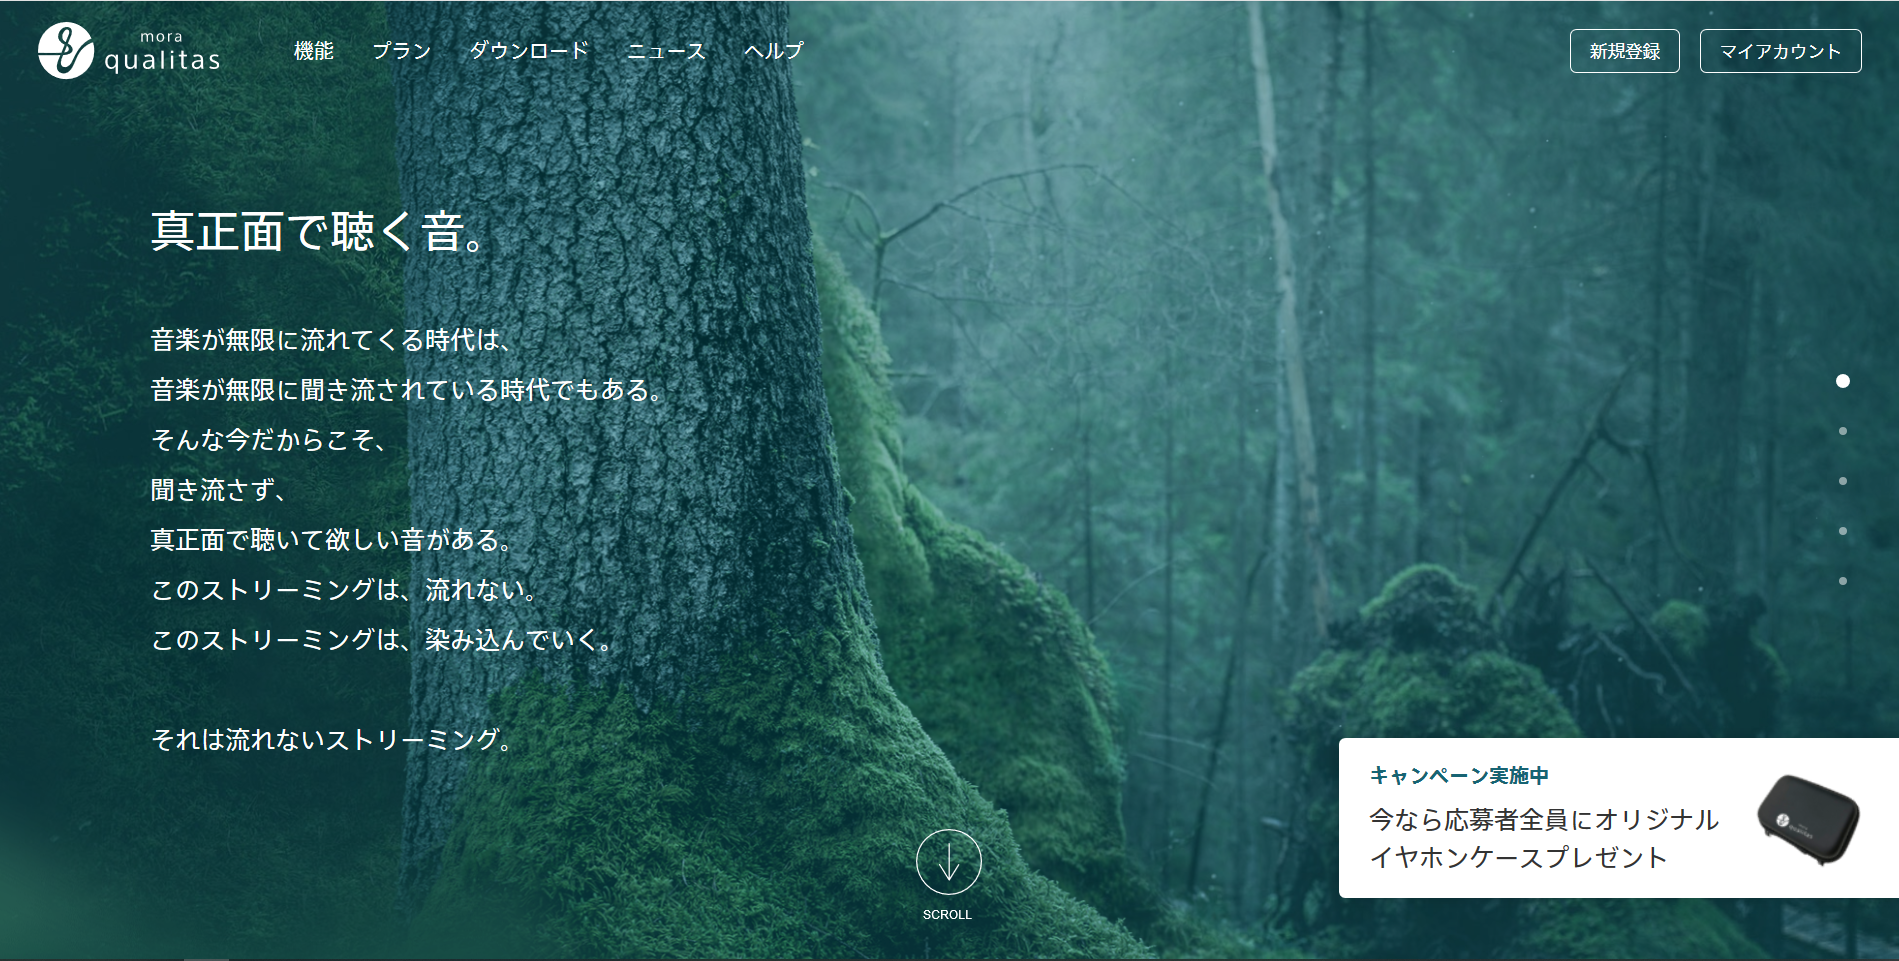 mora
qualitas
機能
プラン
ダウンロード
ニュース
ヘルプ
新規登録
マイアカウント
真正面で聴く音。
音楽が無限に流れてくる時代は、
音楽が無限に聞き流されている時代でもある。
そんな今だからこそ、
聞き流さず、
真正面で聴いて欲しい音がある。
このストリーミングは、流れない。
このストリーミングは、染み込んでいく。
それは流れないストリーミング。
SCROLL
キャンペーン実施中
今なら応募者全員にオリジナル
イヤホンケースプレゼント
qualitas